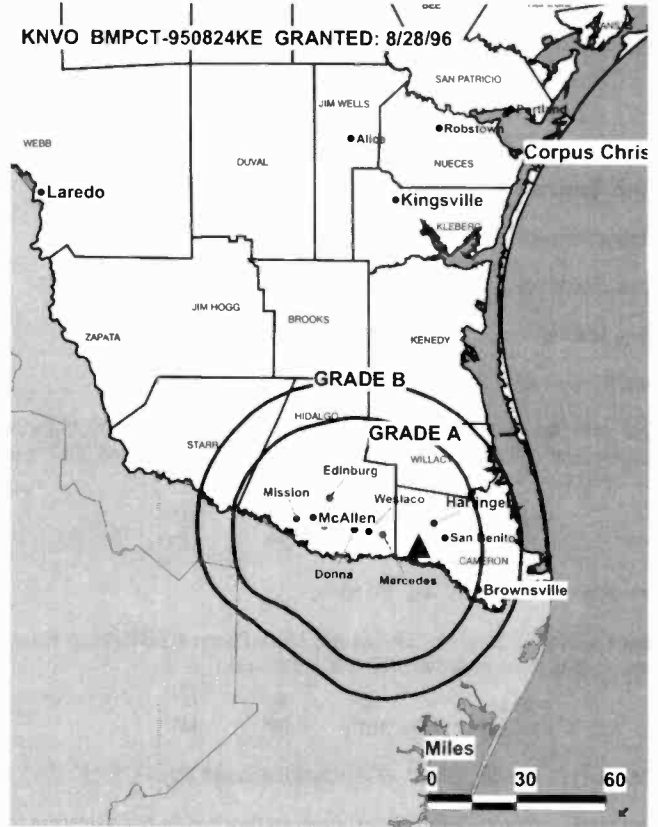 BEE
KNVO BMPCT-950824KE GRANTED: 8/28/96
SAN PATRICIO
JIM WELLS
Portland
Alice
Robstown
WEBB
DUVAL
NUECES
Corpus Chris
Laredo
Kingsville
KLEBERG
JIM HOGG
BROOKS
ZAPATA
KENEDY
GRADE B
HIDALGO
GRADE A
STARR
WILLACY
Edinburg
Mission
Weslaco
Harlingen
McAllen
San Benito
CAMERON
Donna
Mercedes
Brownsville
Miles
0 30 60